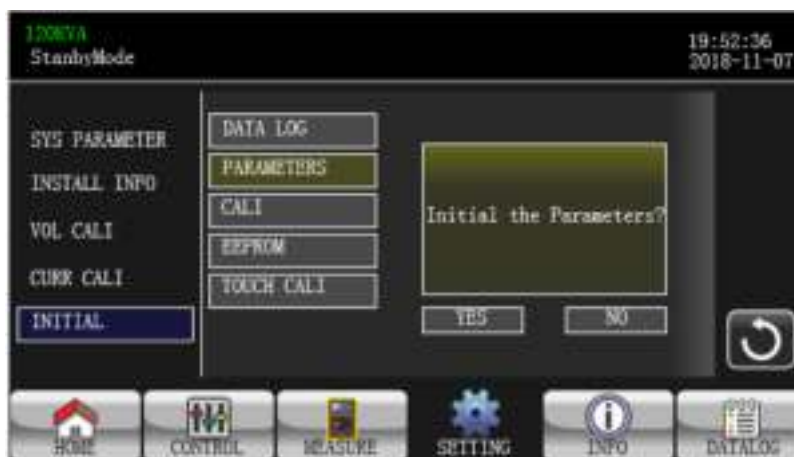 120KVA
StanbyMode
19:52:36
2018-11-07
SYS PARAMETER
INSTALL INFO
VOL CALI
CURR CALI
INITIAL
DATA LOG
PARAMETERS
CALI
EEPROM
TOUCH CALI
Initial the Parameters?
YES
NO
HOME
CONTROL
MEASURE
SETTING
INFO
DATALOG